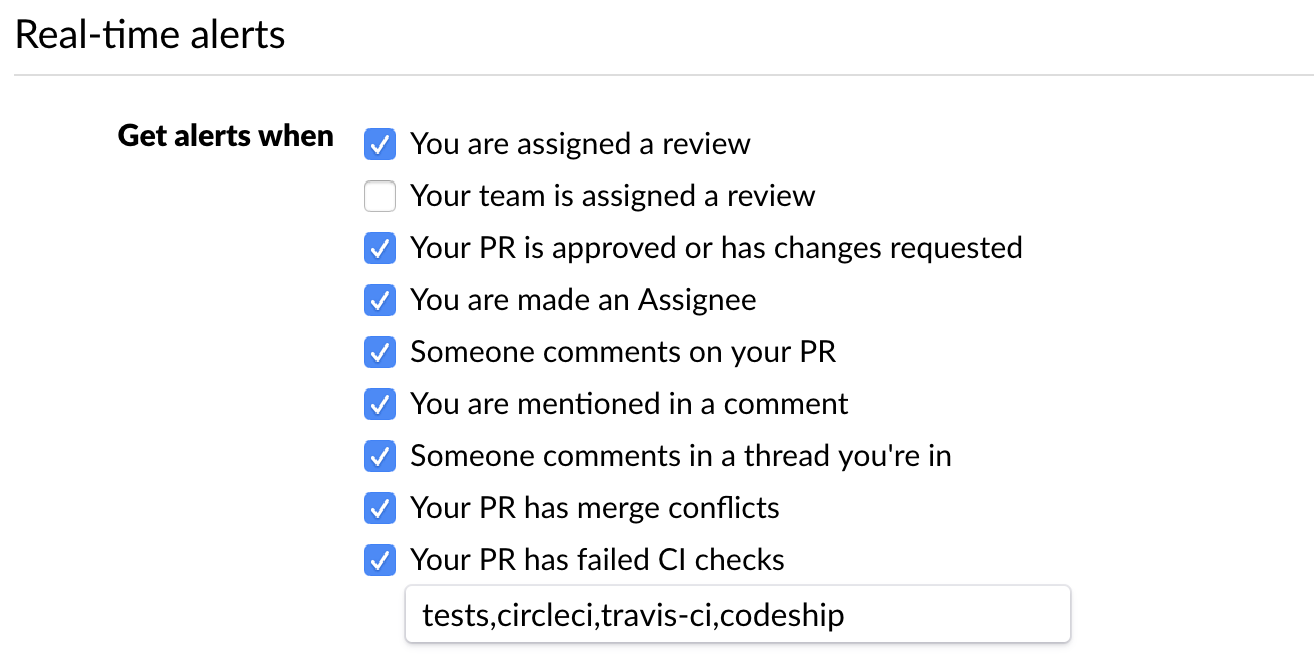 Real-time alerts
Get alerts when
You are assigned a review
Your team is assigned a review
Your PR is approved or has changes requested
You are made an Assignee
Someone comments on your PR
You are mentioned in a comment
Someone comments in a thread you're in
Your PR has merge conflicts
Your PR has failed CI checks
tests,circleci,travis-ci,codeship